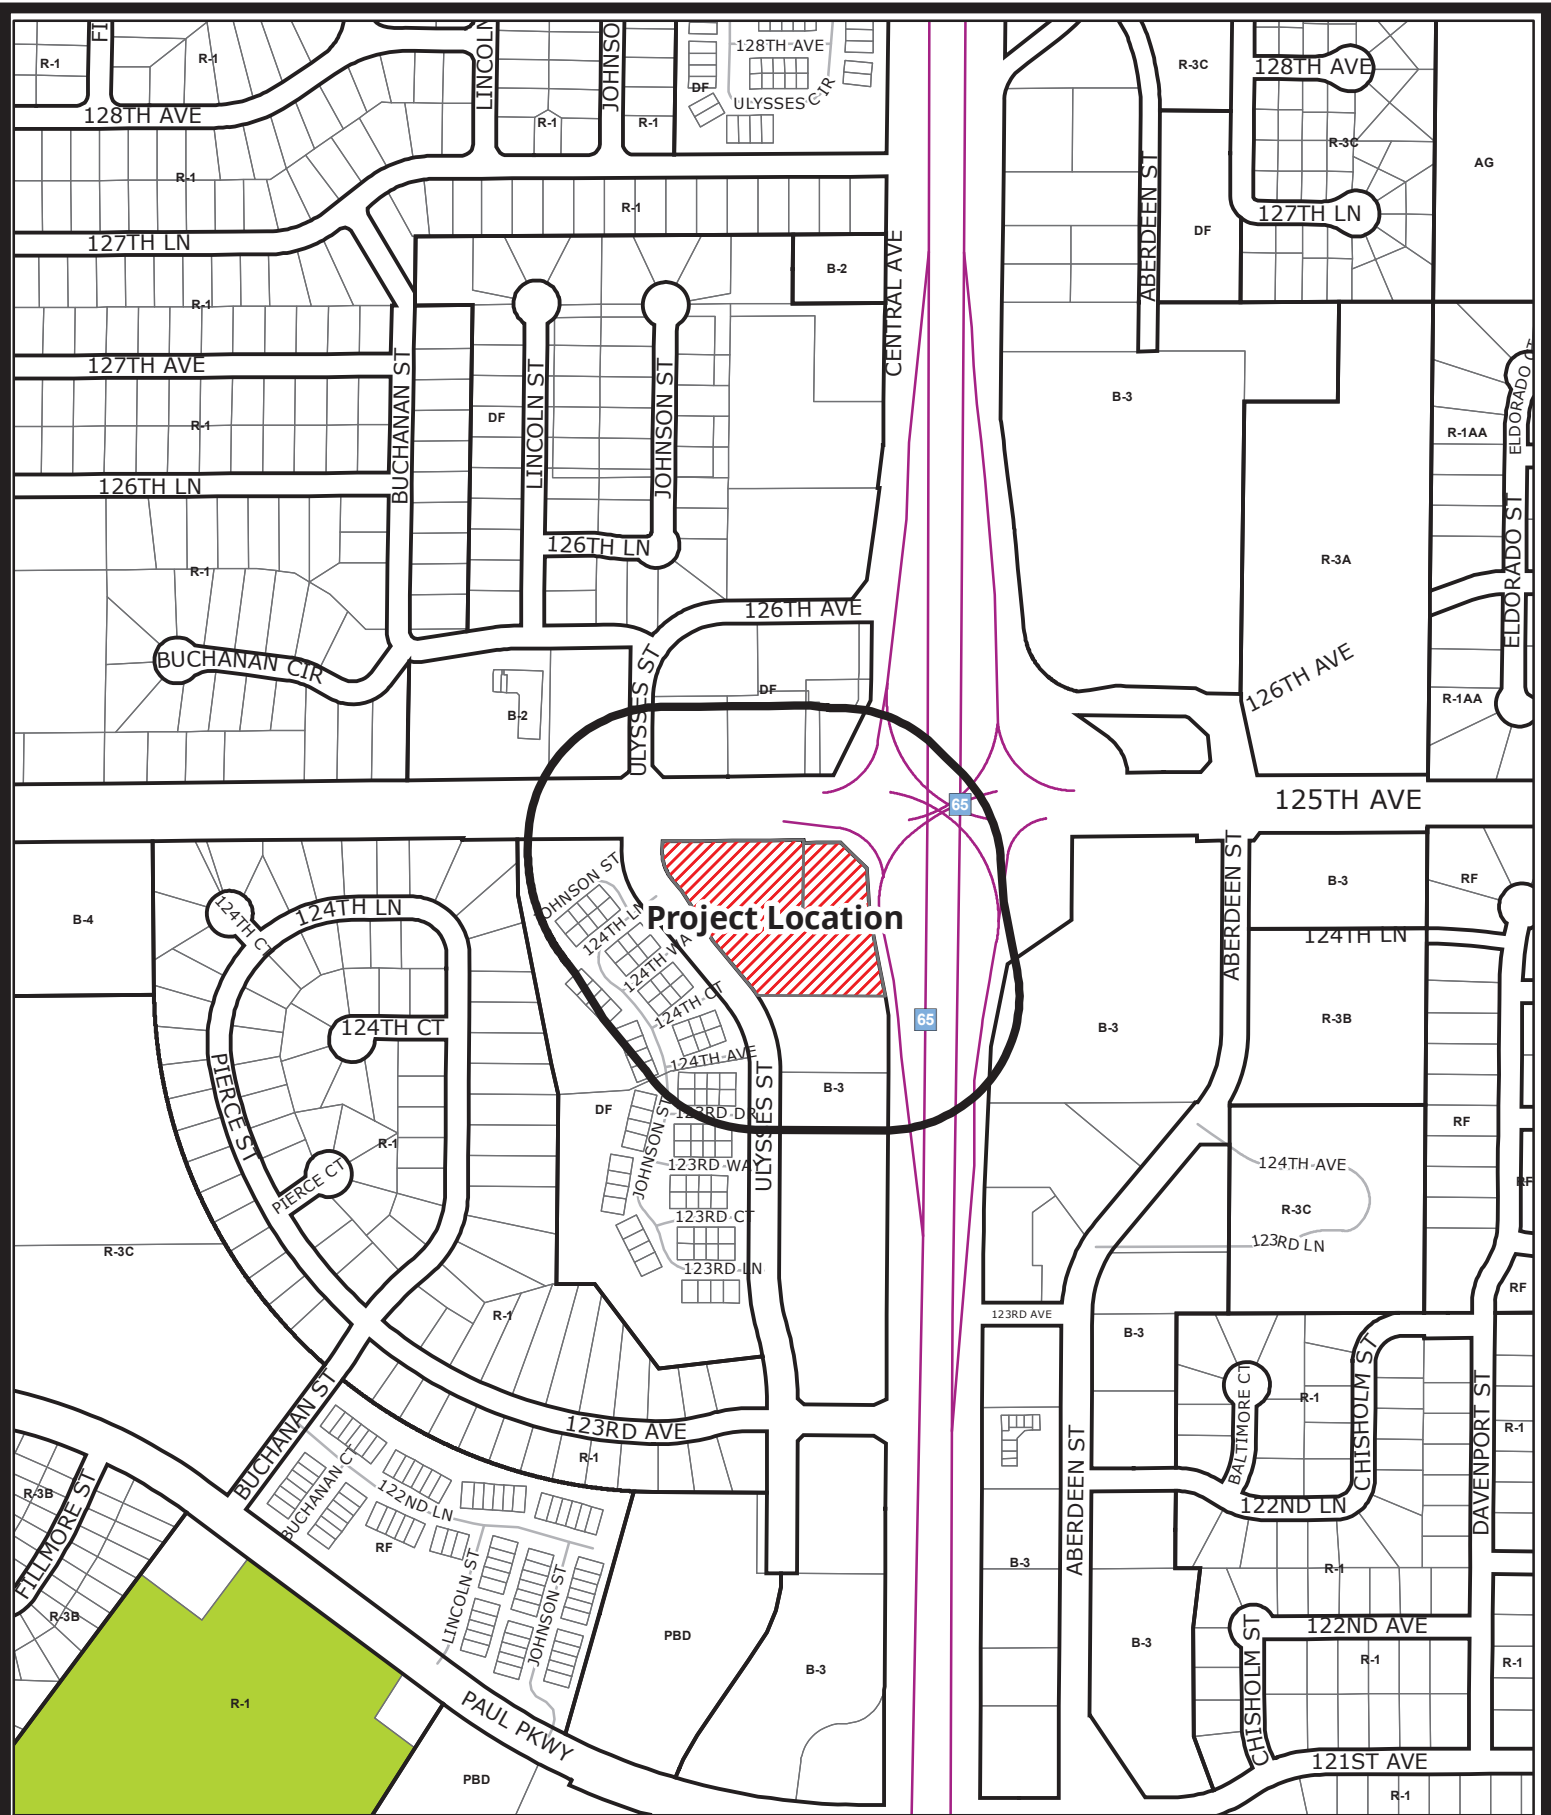 FI
R-1
R-1
LINCOLN
JOHNSO
128TH AVE
DF
ULYSSES CIR
R-3C
128TH AVE
128TH AVE
R-1
R-1
R-3C
AG
R-1
ABERDEEN ST
R-1
127TH LN
127TH LN
DF
CENTRAL AVE
B-2
R-1
127TH AVE
BUCHANAN ST
LINCOLN ST
JOHNSON ST
B-3
ELDORADO
R-1AA
DF
R-1
126TH LN
126TH LN
R-3A
ELDORADO ST
R-1
126TH AVE
BUCHANAN CIR
ULYSSES ST
126TH AVE
DF
R-1AA
B-2
65
125TH AVE
JOHNSON ST
ABERDEEN ST
B-3
RF
B-4
124TH CT
124TH LN
124TH LN
Project Location
124TH LN
124TH WA
124TH CT
65
R-3B
124TH CT
B-3
PIERCE ST
124TH AVE
ULYSSES ST
B-3
DF
JOHNSON ST
123RD DR
RF
R-1
123RD WAY
124TH AVE
PIERCE CT
RF
R-3C
123RD CT
R-3C
123RD LN
123RD LN
RF
R-1
123RD AVE
B-3
BUCHANAN ST
CHISHOLM ST
BALTIMORE CT
R-1
DAVENPORT ST
123RD AVE
R-1
R-1
ABERDEEN ST
R-3B
FILLMORE ST
BUCHANAN CT
122ND LN
122ND LN
RF
LINCOLN ST
JOHNSON ST
B-3
R-1
R-3B
PBD
B-3
B-3
CHISHOLM ST
122ND AVE
R-1
R-1
R-1
PAUL PKWY
PBD
121ST AVE
R-1